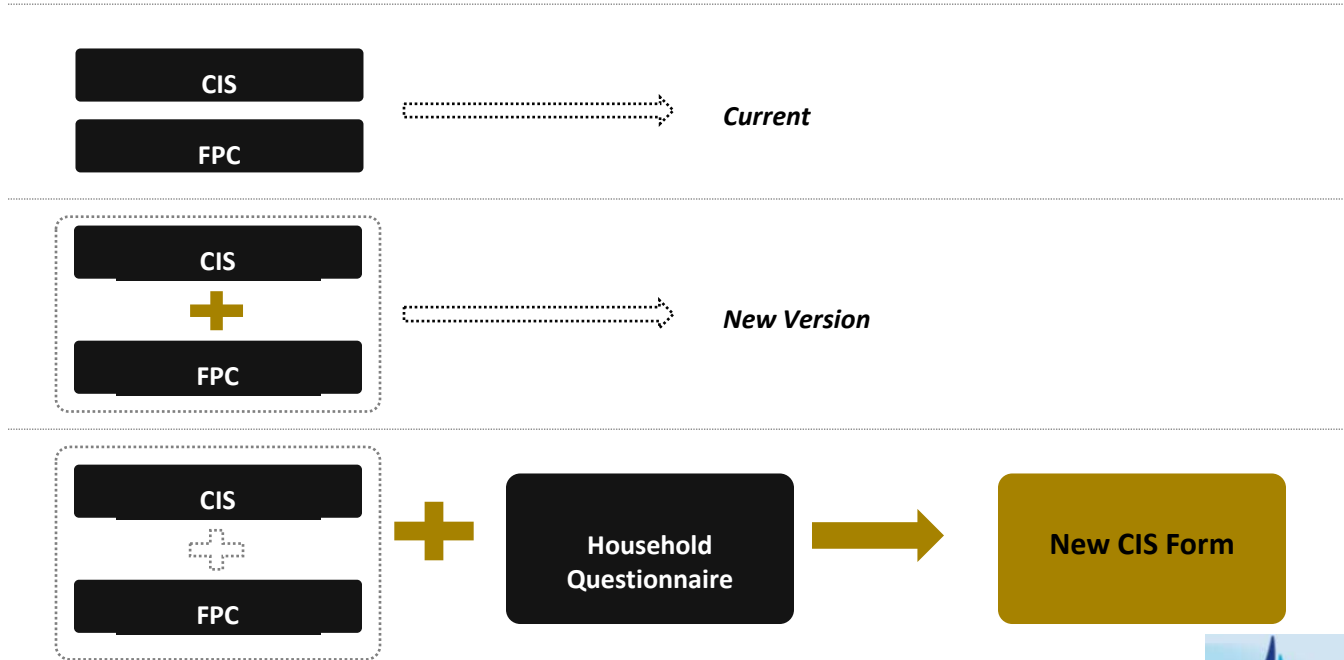 CIS
Current
FPC
CIS
New Version
FPC
CIS
Household
Questionnaire
New CIS Form
FPC